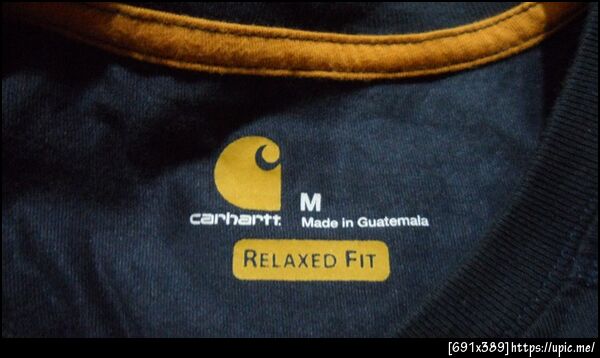 M
carhartt.
Made in Guatemala
RELAXED FIT
[691x389]https://upic.me/